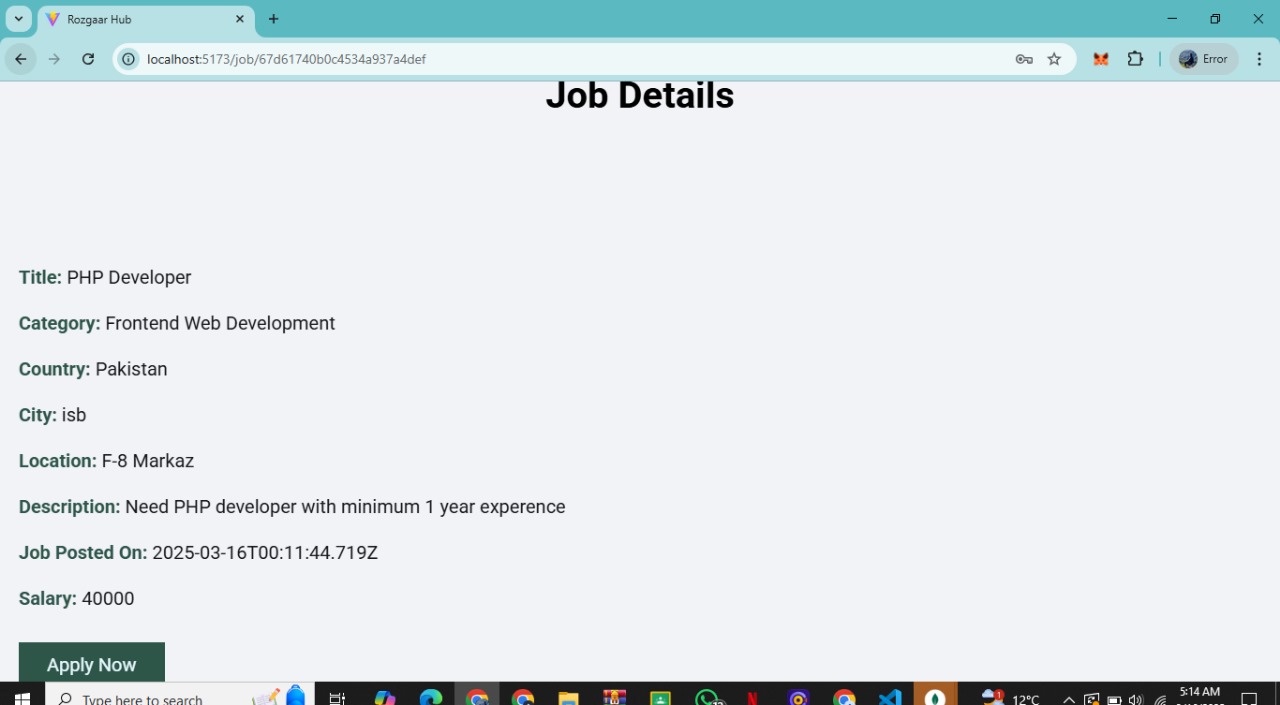 Rozgaar Hub
localhost:5173/job/67d61740b0c4534a937a4def
Error
Job Details
Title: PHP Developer
Category: Frontend Web Development
Country: Pakistan
City: isb
Location: F-8 Markaz
Description: Need PHP developer with minimum 1 year experence
Job Posted On: 2025-03-16T00:11:44.719Z
Salary: 40000
Apply Now
Type here to search
1
12°C
5:14 AM